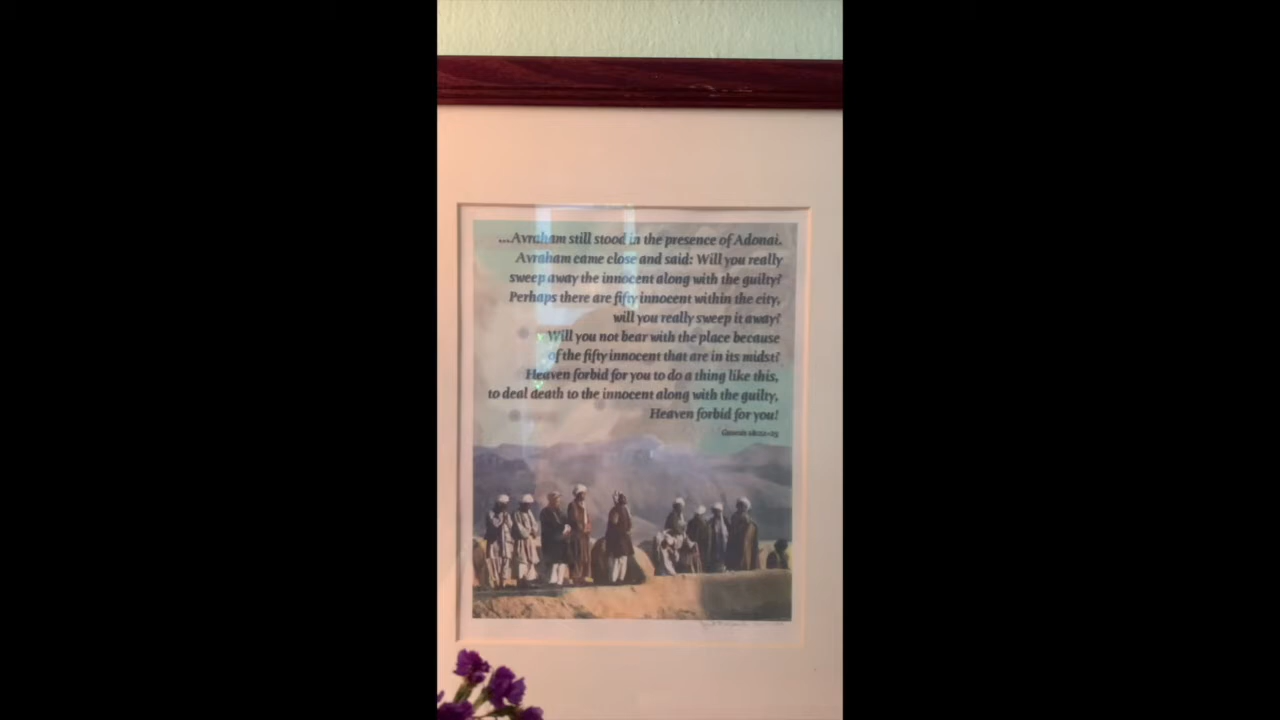 ...Avraham still stood in the presence of Adonai.
Avraham came close and said: Will you really
sweep away the innocent along with the guilty?
Perhaps there are fifty innocent within the city,
will you really sweep it away?
Will you not bear with the place because
of the fifty innocent that are in its midst?
Heaven forbid for you to do a thing like this,
to deal death to the innocent along with the guilty,
Heaven forbid for you!
Genesis 18:22-25